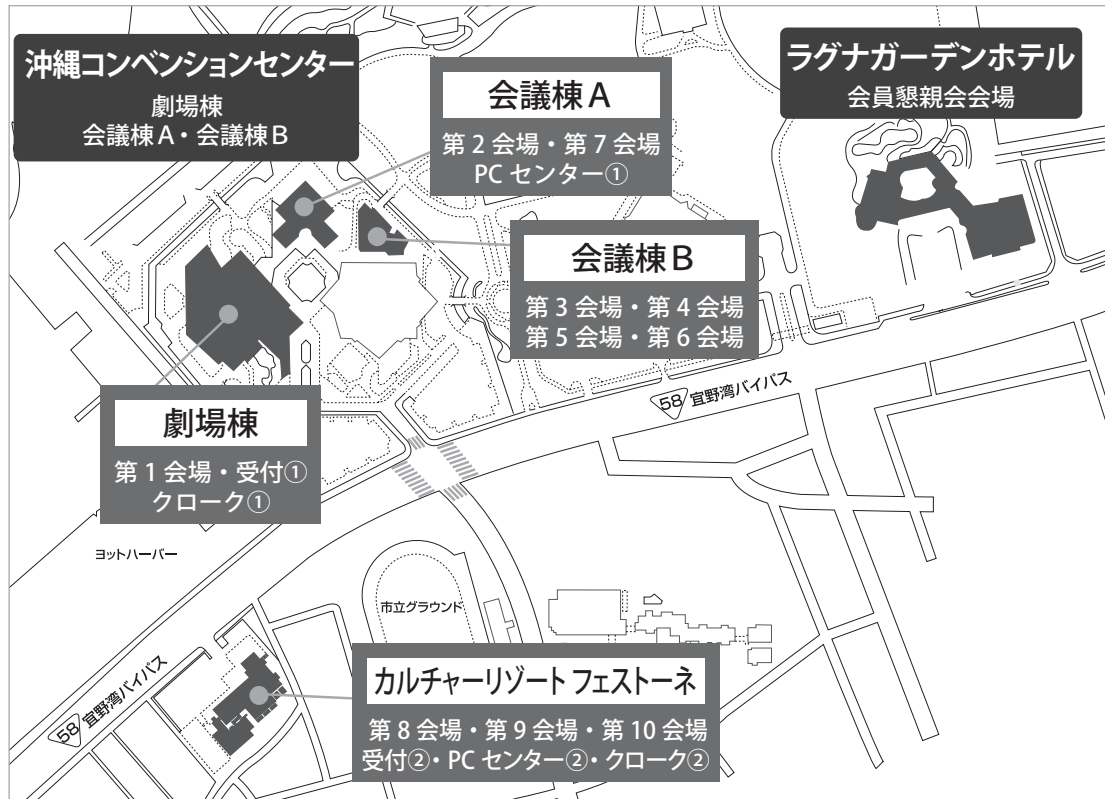 沖縄コンベンションセンター
劇場棟
会議棟A・会議棟B
会議棟A
第2会場・第7会場
PCセンター①
ラグナガーデンホテル
会員懇親会会場
会議棟B
第3会場・第4会場
第5会場・第6会場
58 宜野湾バイパス
劇場棟
第1会場・受付①
クローク①
ヨットハーバー
市立グラウンド
58 宜野湾バイパス
カルチャーリゾート フェストーネ
第8会場・第9会場・第10会場
受付②・PCセンター②・クローク②